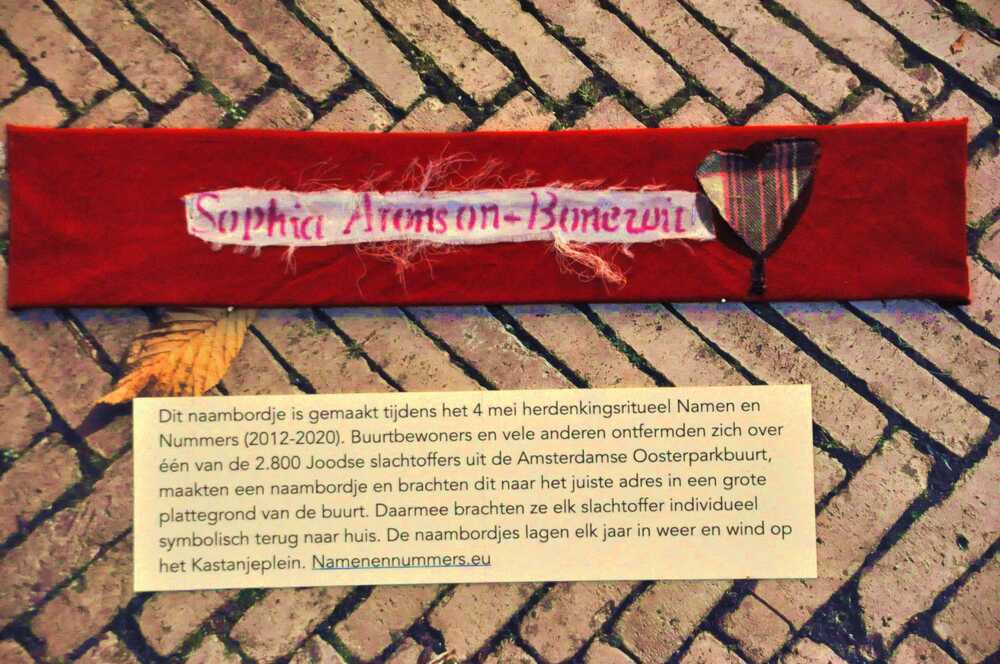 Sophia Aronson-Bonewit
Dit naambordje is gemaakt tijdens het 4 mei herdenkingsritueel Namen en
Nummers (2012-2020). Buurtbewoners en vele anderen ontfermden zich over
één van de 2.800 Joodse slachtoffers uit de Amsterdamse Oosterparkbuurt,
maakten een naambordje en brachten dit naar het juiste adres in een grote
plattegrond van de buurt. Daarmee brachten ze elk slachtoffer individueel
symbolisch terug naar huis. De naambordjes lagen elk jaar in weer en wind op
het Kastanjeplein. Namenennummers.eu